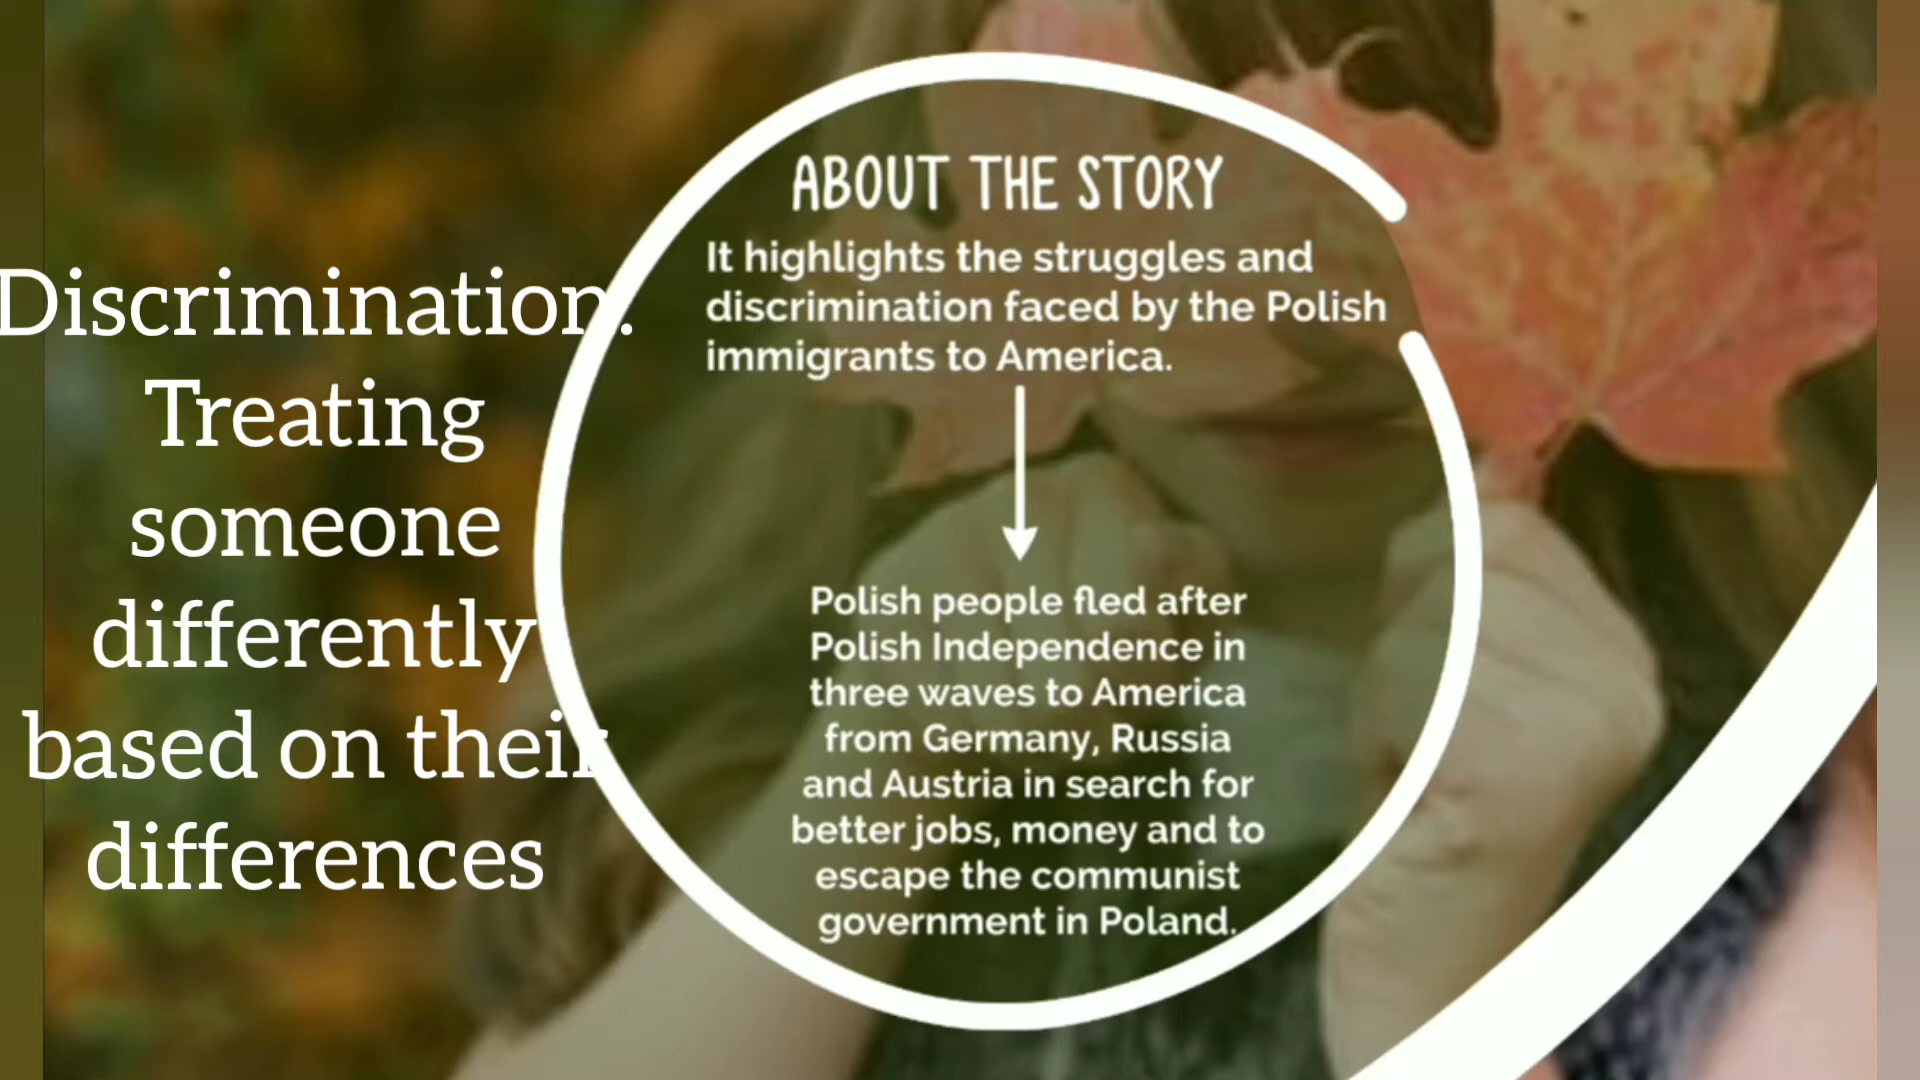 Discrimination.
Treating
someone
differently
based on their
differences
ABOUT THE STORY
It highlights the struggles and
discrimination faced by the Polish
immigrants to America.
Polish people fled after
Polish Independence in
three waves to America
from Germany, Russia
and Austria in search for
better jobs, money and to
escape the communist
government in Poland.